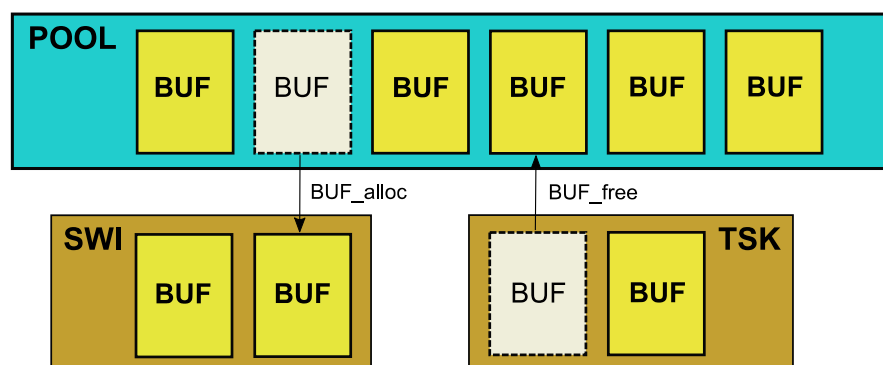 POOL
BUF BUF BUF BUF BUF BUF
BUF_alloc BUF_free
SWI TSK
BUF BUF BUF BUF